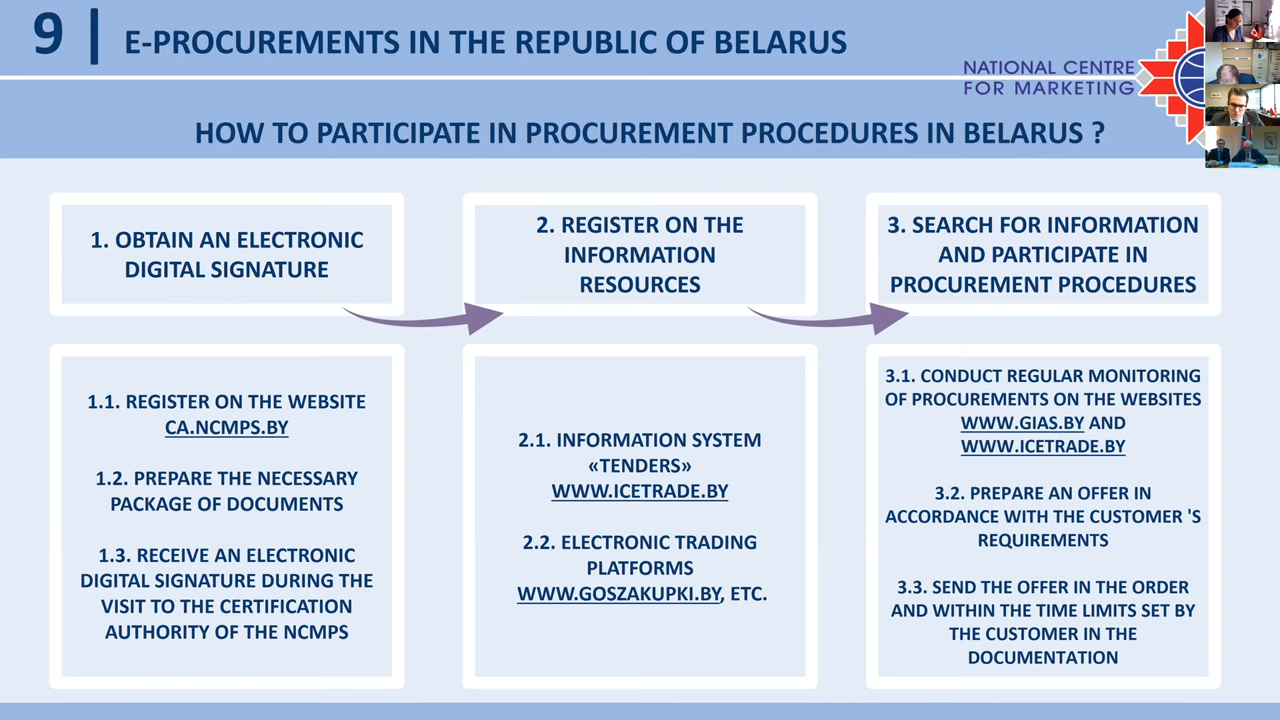 9 | E-PROCUREMENTS IN THE REPUBLIC OF BELARUS
NATIONAL CENTRE
FOR MARKETING
HOW TO PARTICIPATE IN PROCUREMENT PROCEDURES IN BELARUS ?
1. OBTAIN AN ELECTRONIC
DIGITAL SIGNATURE
2. REGISTER ON THE
INFORMATION
RESOURCES
3. SEARCH FOR INFORMATION
AND PARTICIPATE IN
PROCUREMENT PROCEDURES
1.1. REGISTER ON THE WEBSITE
CA.NCMPS.BY
1.2. PREPARE THE NECESSARY
PACKAGE OF DOCUMENTS
1.3. RECEIVE AN ELECTRONIC
DIGITAL SIGNATURE DURING THE
VISIT TO THE CERTIFICATION
AUTHORITY OF THE NCMPS
2.1. INFORMATION SYSTEM
«TENDERS»
WWW.ICETRADE.BY
2.2. ELECTRONIC TRADING
PLATFORMS
WWW.GOSZAKUPKI.BY, ETC.
3.1. CONDUCT REGULAR MONITORING
OF PROCUREMENTS ON THE WEBSITES
WWW.GIAS.BY AND
WWW.ICETRADE.BY
3.2. PREPARE AN OFFER IN
ACCORDANCE WITH THE CUSTOMER 'S
REQUIREMENTS
3.3. SEND THE OFFER IN THE ORDER
AND WITHIN THE TIME LIMITS SET BY
THE CUSTOMER IN THE
DOCUMENTATION